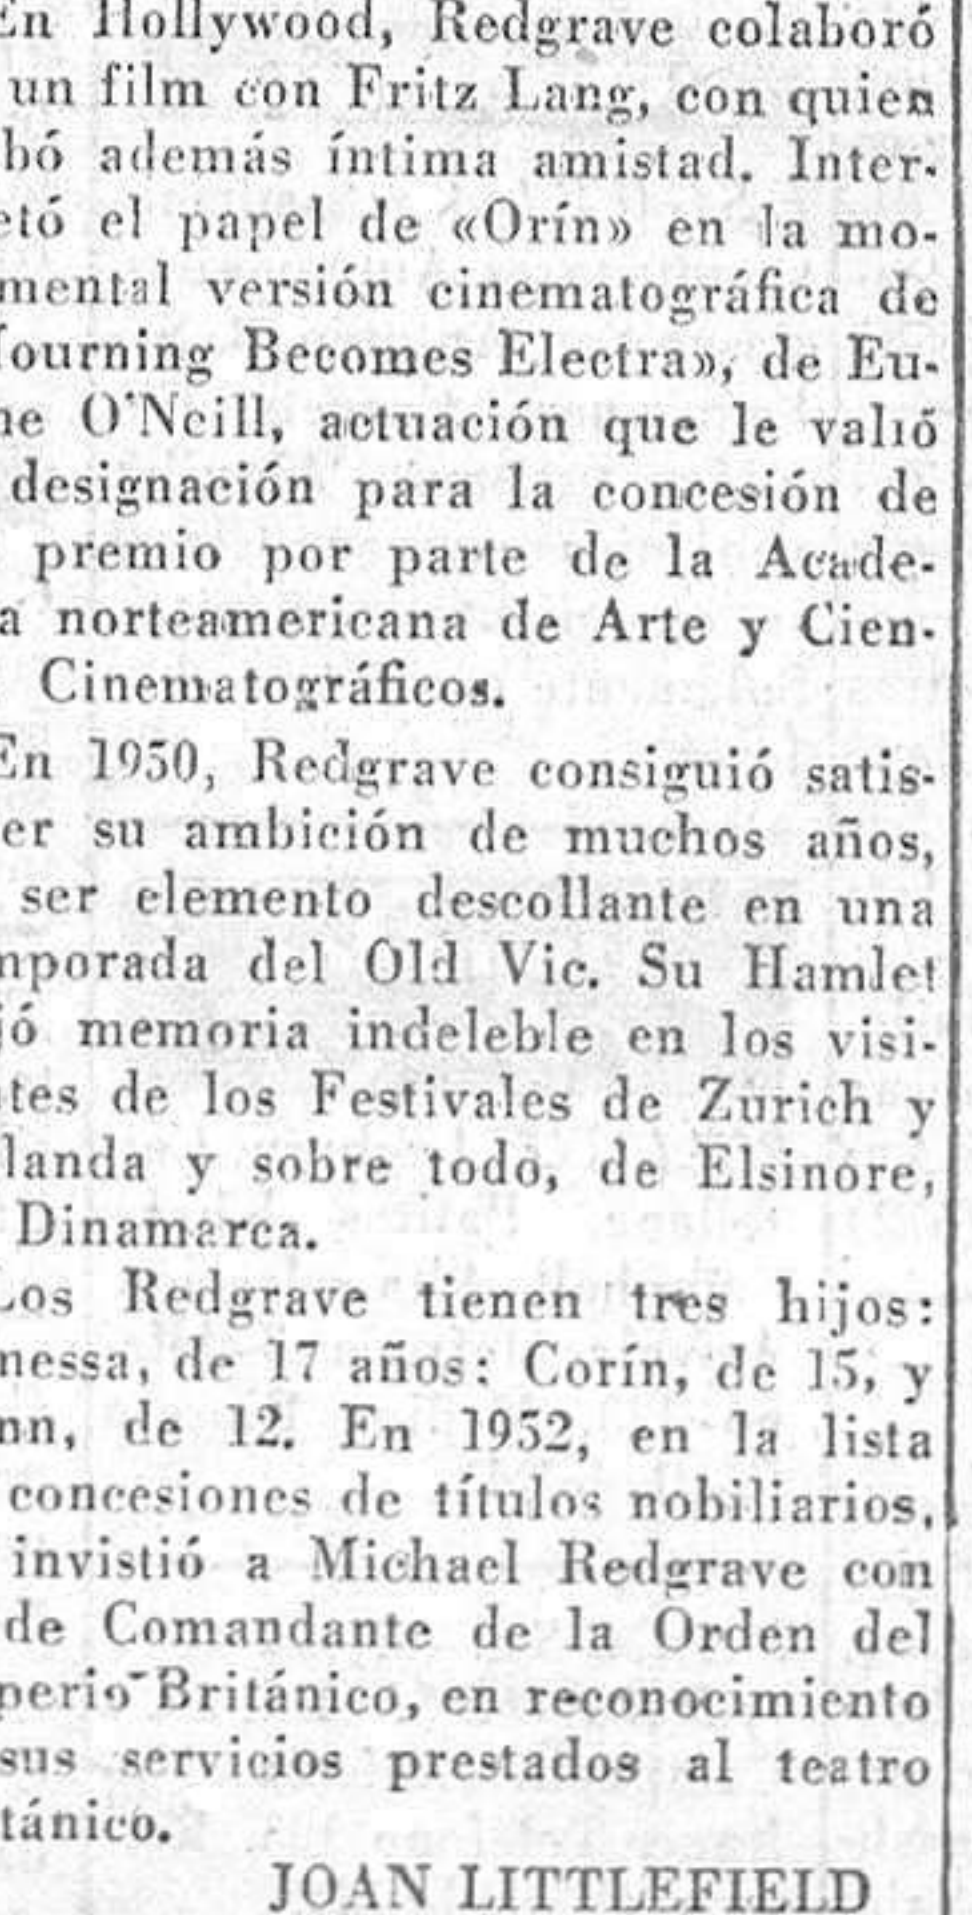 En Hollywood, Redgrave colaboró
un film con Fritz Lang, con quien
bó además íntima amistad. Inter-
etó el papel de «Orín» en la mo-
mental versión cinematográfica de
ourning Becomes Electra», de Eu-
ne O'Neill, actuación que le valió
designación para la concesión de
premio por parte de la Acade-
a norteamericana de Arte y Cien-
Cinematográficos.
En 1950, Redgrave consiguió satis-
er su ambición de muchos años,
ser elemento descollante en una
mporada del Old Vic. Su Hamlet
jó memoria indeleble en los visi-
tes de los Festivales de Zurich y
landa y sobre todo, de Elsinore,
Dinamarca.
Los Redgrave tienen tres hijos:
nessa, de 17 años: Corín, de 15, y
nn, de 12. En 1952, en la lista
concesiones de títulos nobiliarios,
invistió a Michael Redgrave con
de Comandante de la Orden del
perio Británico, en reconocimiento
sus servicios prestados al teatro
tánico.
JOAN LITTLEFIELD